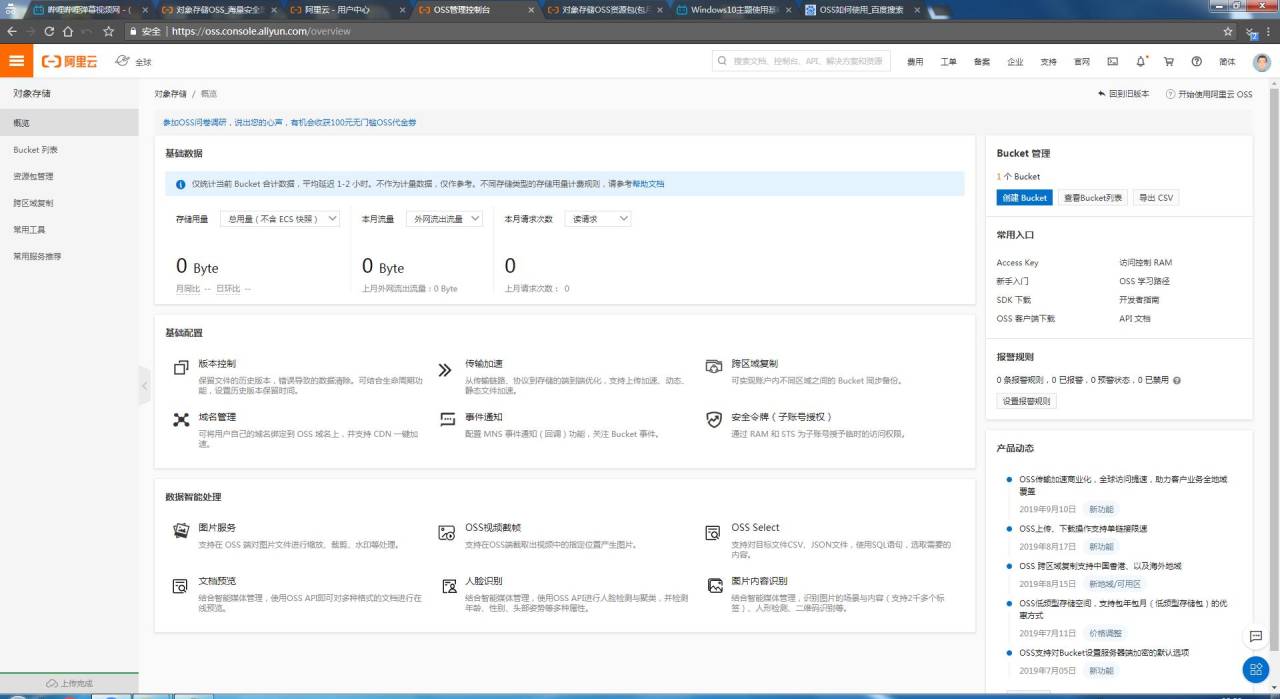 哔哩哔哩弹幕视频网 - (
对象存储OSS_海量安全
阿里云 - 用户中心
OSS管理控制台
对象存储OSS资源包(包
Windows10主题使用基
OSS如何使用_百度搜索
安全 | https://oss.console.aliyun.com/overview
阿里云
全球
搜索文档、控制台、API、解决方案和资源
费用 工单 备案 企业 支持 官网 简体
对象存储
概览
Bucket 列表
资源包管理
跨区域复制
常用工具
常用服务推荐
上传完成
对象存储 / 概览
回到旧版本
开始使用阿里云 OSS
参加OSS问卷调研，说出您的心声，有机会收获100元无门槛OSS代金券
基础数据
仅统计当前 Bucket 合计数据，平均延迟 1-2 小时。不作为计量数据，仅作参考。不同存储类型的存储用量计费规则，请参考帮助文档
存储用量 总用量（不含 ECS 快照） 本月流量 外网流出流量 本月请求次数 读请求
0 Byte 0 Byte 0
月同比 -- 日环比 -- 上月外网流出流量：0 Byte 上月请求次数： 0
基础配置
版本控制
保留文件的历史版本，错误导致的数据清除。可结合生命周期功
能，设置历史版本保留时间。
传输加速
从传输链路、协议到存储的端到端优化，支持上传加速、动态、
静态文件加速。
跨区域复制
可实现账户内不同区域之间的 Bucket 同步备份。
域名管理
可将用户自己的域名绑定到 OSS 域名上，并支持 CDN 一键加
速。
事件通知
配置 MNS 事件通知（回调）功能，关注 Bucket 事件。
安全令牌（子账号授权）
通过 RAM 和 STS 为子账号授予临时的访问权限。
数据智能处理
图片服务
支持在 OSS 端对图片文件进行缩放、裁剪、水印等处理。
OSS视频截帧
支持在OSS端截取出视频中的指定位置产生图片。
OSS Select
支持对目标文件CSV、JSON文件，使用SQL语句，选取需要的
内容。
文档预览
结合智能媒体管理，使用OSS API即可对多种格式的文档进行在
线预览。
人脸识别
结合智能媒体管理，使用OSS API进行人脸检测与聚类，并检测
年龄、性别、头部姿势等多种属性。
图片内容识别
结合智能媒体管理，识别图片的场景与内容（支持2千多个标
签）、人形检测、二维码识别等。
Bucket 管理
1 个 Bucket
创建 Bucket 查看Bucket列表 导出 CSV
常用入口
Access Key 访问控制 RAM
新手入门 OSS 学习路径
SDK 下载 开发者指南
OSS 客户端下载 API 文档
报警规则
0 条报警规则，0 已报警，0 预警状态，0 已禁用
设置报警规则
产品动态
OSS传输加速商业化，全球访问提速，助力客户业务全地域
覆盖
2019年9月10日 新功能
OSS上传、下载操作支持单链接限速
2019年8月17日 新功能
OSS 跨区域复制支持中国香港、以及海外地域
2019年8月15日 新地域/可用区
OSS低频型存储空间，支持包年包月（低频型存储包）的优
惠方式
2019年7月11日 价格调整
OSS支持对Bucket设置服务器端加密的默认选项
2019年7月05日 新功能